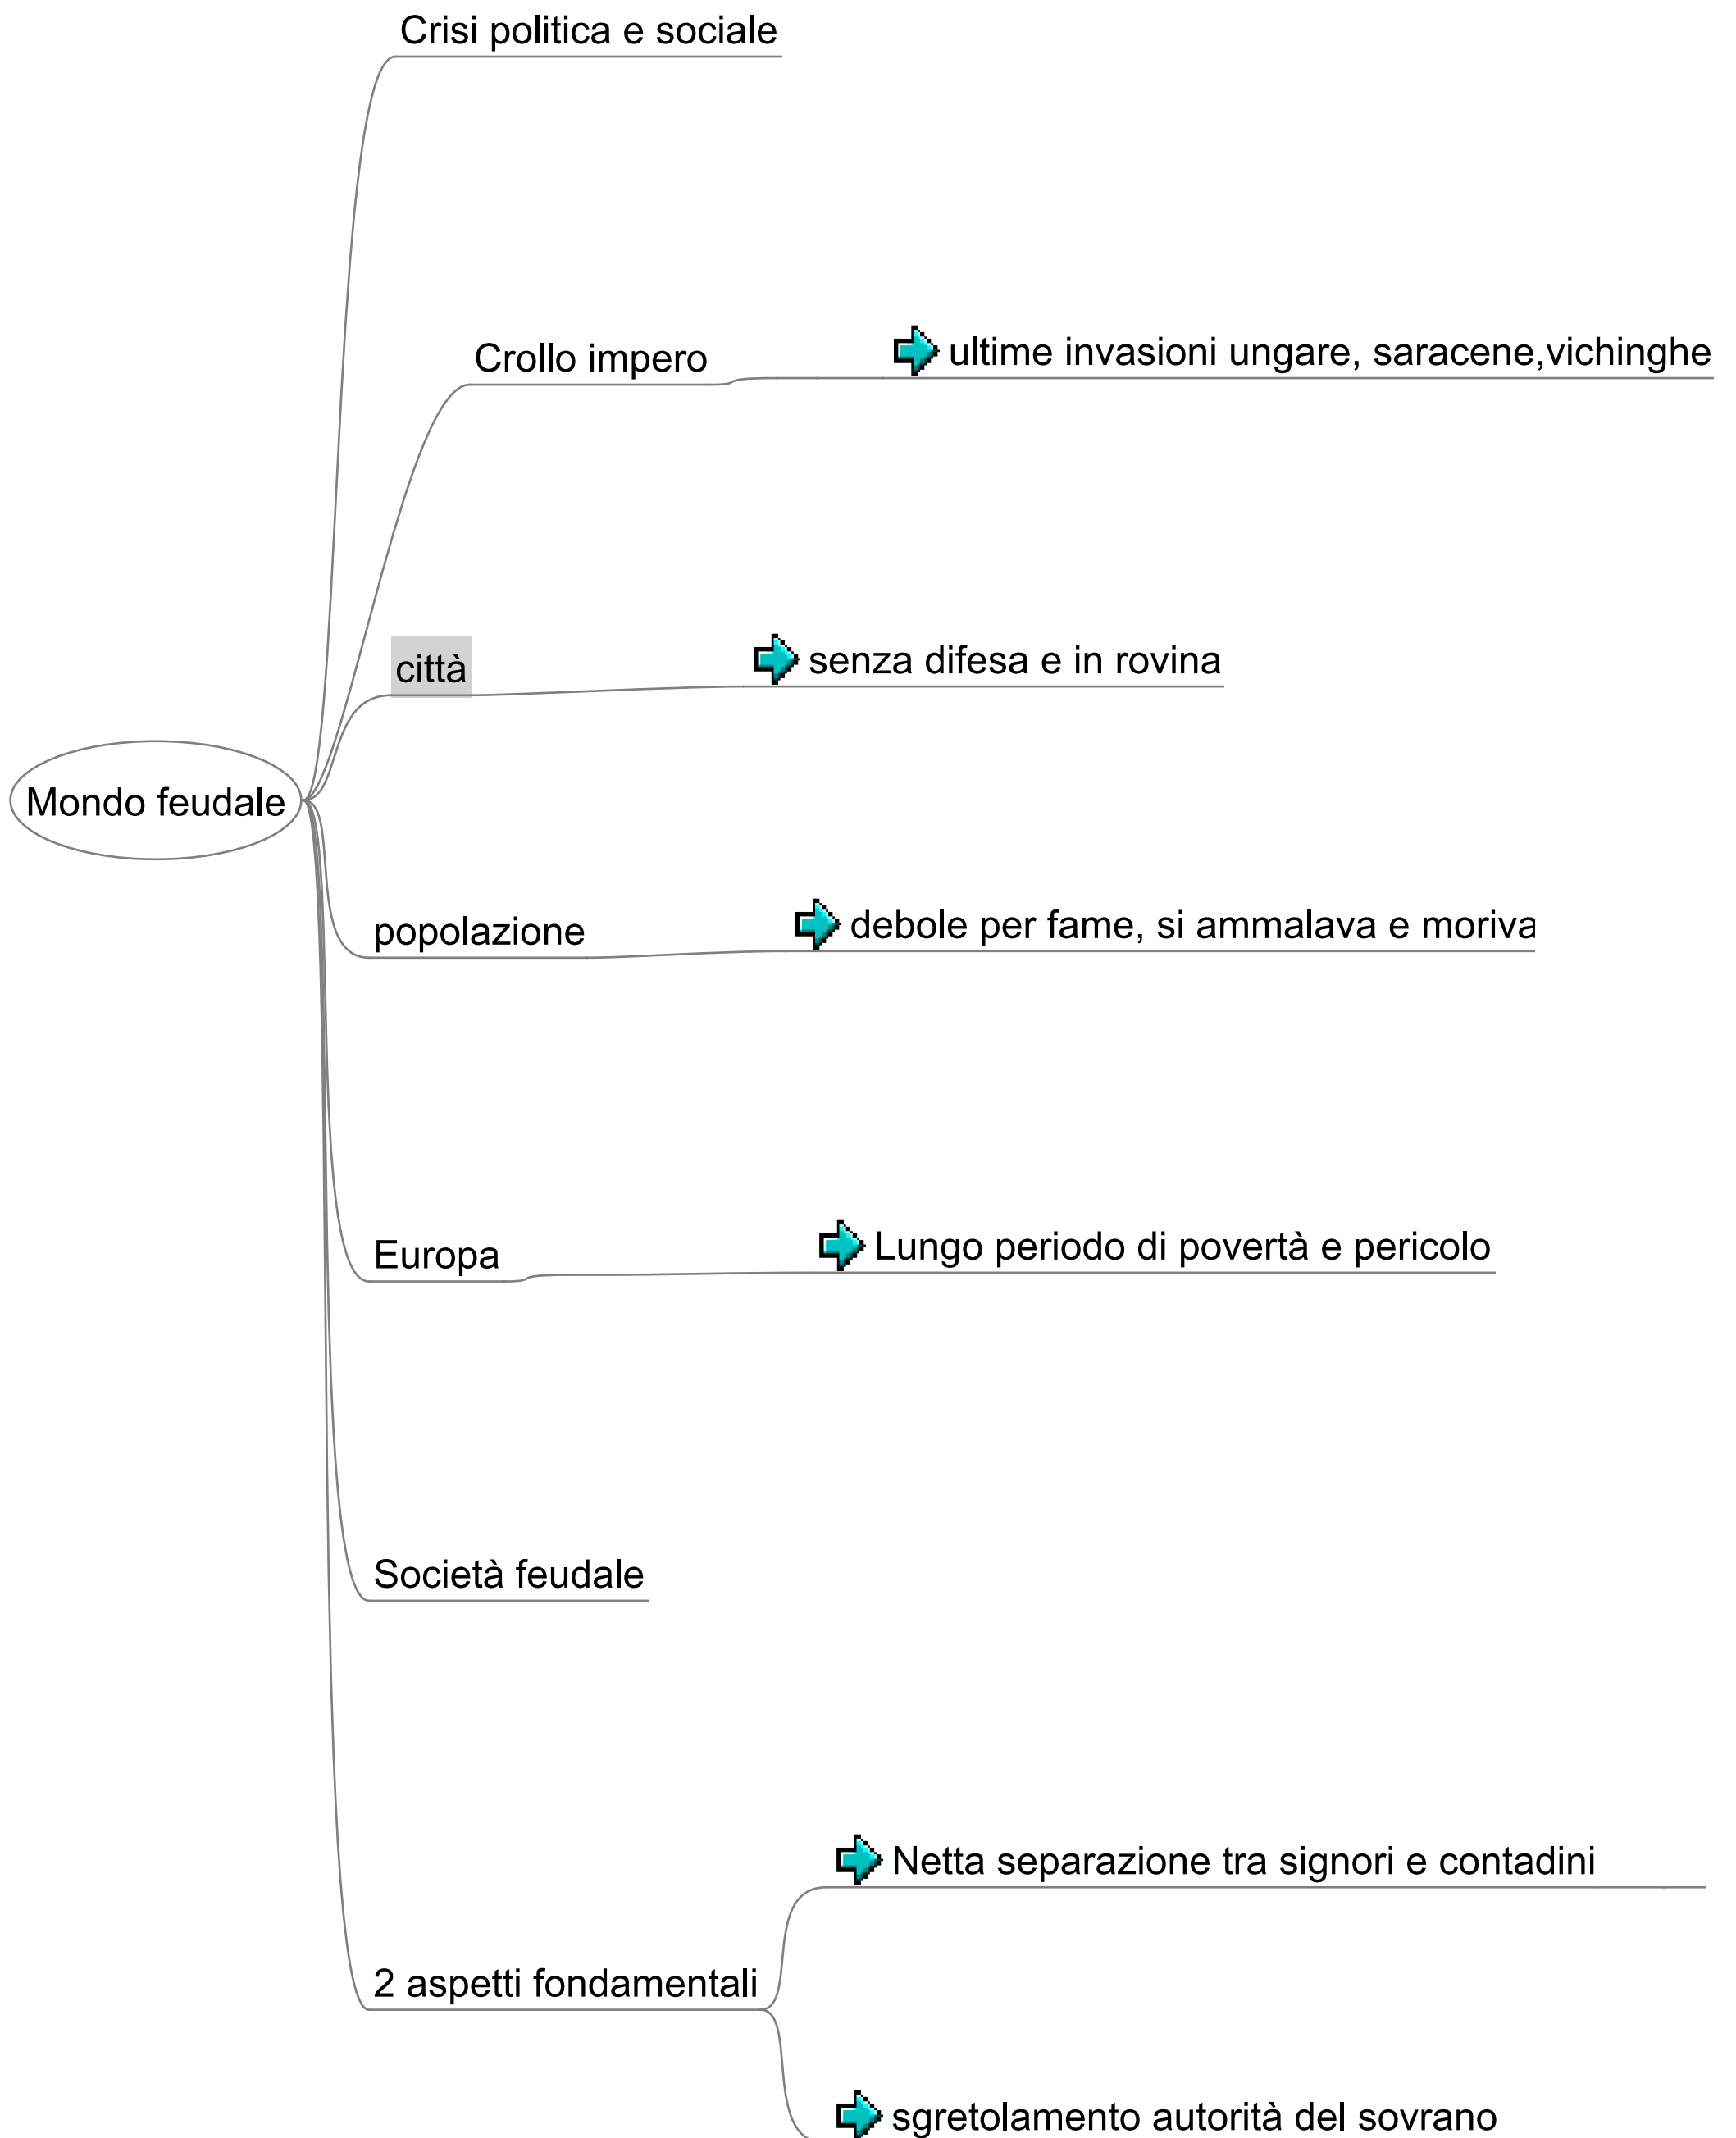 Crisi politica e sociale
Crollo impero
ultime invasioni ungare, saracene,vichinghe
città
senza difesa e in rovina
Mondo feudale
popolazione
debole per fame, si ammalava e moriva
Europa
Lungo periodo di povertà e pericolo
Società feudale
Netta separazione tra signori e contadini
2 aspetti fondamentali
sgretolamento autorità del sovrano